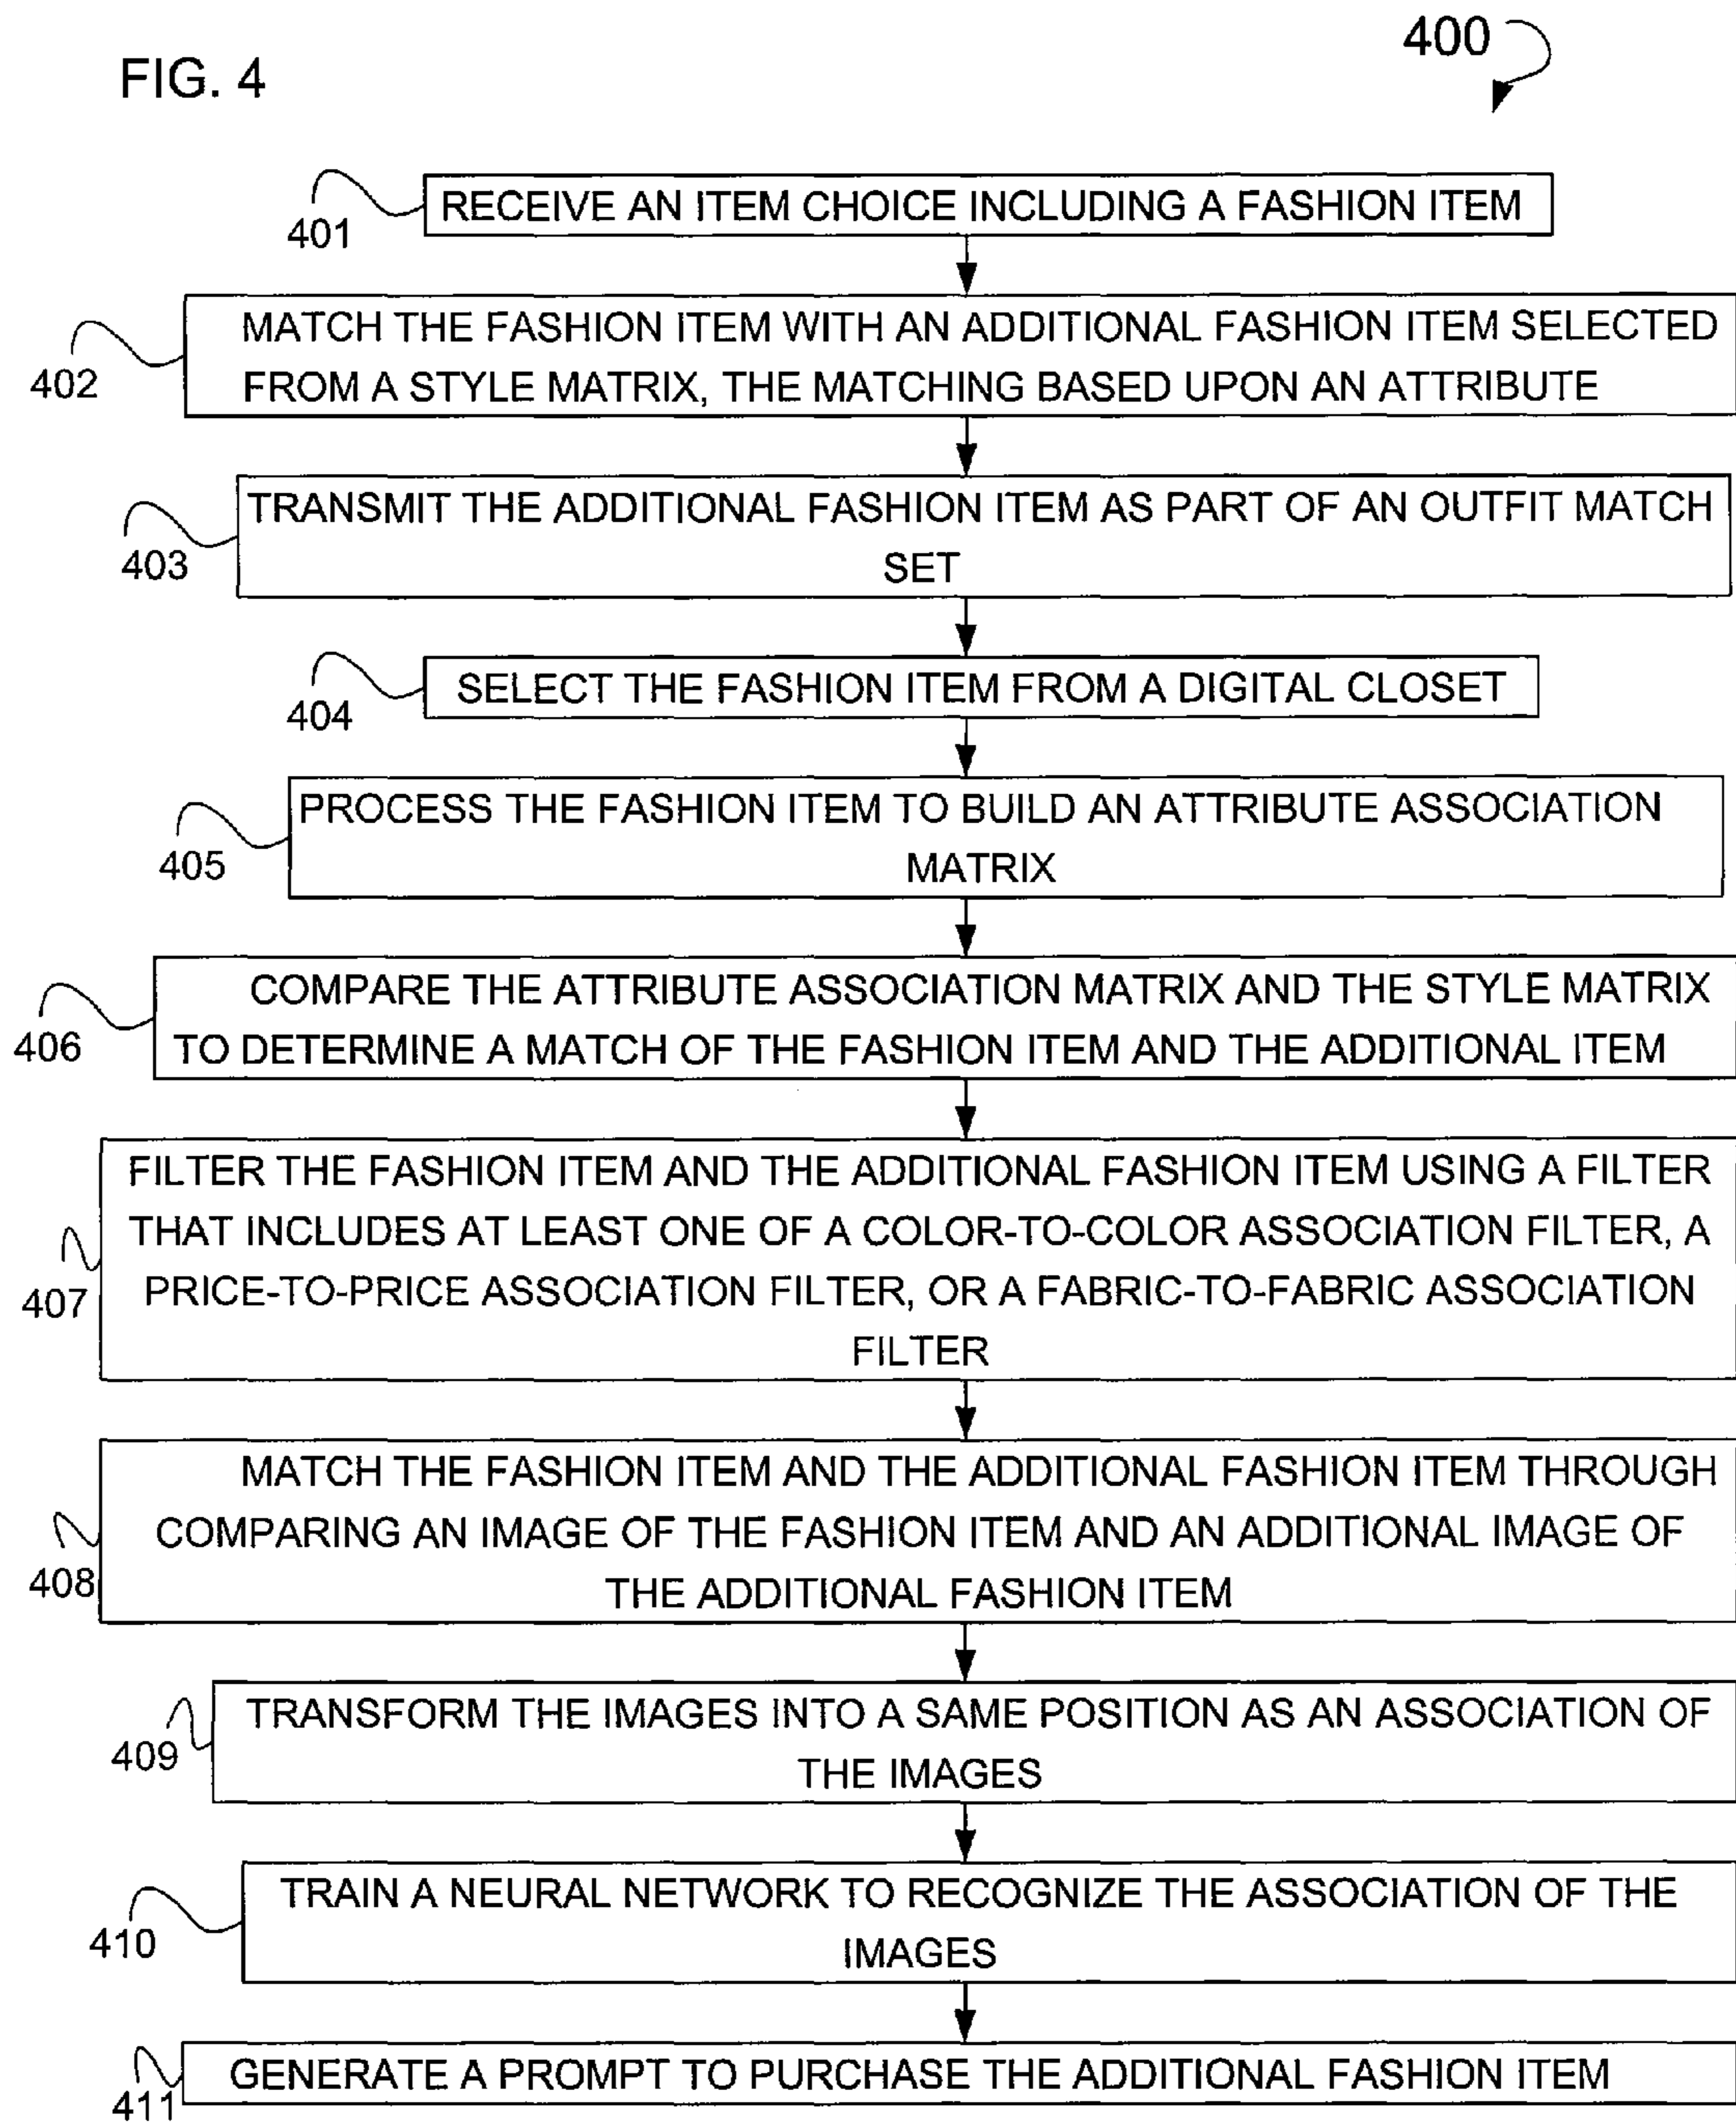 FIG. 4
400
RECEIVE AN ITEM CHOICE INCLUDING A FASHION ITEM
401
MATCH THE FASHION ITEM WITH AN ADDITIONAL FASHION ITEM SELECTED
FROM A STYLE MATRIX, THE MATCHING BASED UPON AN ATTRIBUTE
402
TRANSMIT THE ADDITIONAL FASHION ITEM AS PART OF AN OUTFIT MATCH
SET
403
SELECT THE FASHION ITEM FROM A DIGITAL CLOSET
404
PROCESS THE FASHION ITEM TO BUILD AN ATTRIBUTE ASSOCIATION
MATRIX
405
COMPARE THE ATTRIBUTE ASSOCIATION MATRIX AND THE STYLE MATRIX
TO DETERMINE A MATCH OF THE FASHION ITEM AND THE ADDITIONAL ITEM
406
FILTER THE FASHION ITEM AND THE ADDITIONAL FASHION ITEM USING A FILTER
THAT INCLUDES AT LEAST ONE OF A COLOR-TO-COLOR ASSOCIATION FILTER, A
PRICE-TO-PRICE ASSOCIATION FILTER, OR A FABRIC-TO-FABRIC ASSOCIATION
FILTER
407
MATCH THE FASHION ITEM AND THE ADDITIONAL FASHION ITEM THROUGH
COMPARING AN IMAGE OF THE FASHION ITEM AND AN ADDITIONAL IMAGE OF
THE ADDITIONAL FASHION ITEM
408
TRANSFORM THE IMAGES INTO A SAME POSITION AS AN ASSOCIATION OF
THE IMAGES
409
TRAIN A NEURAL NETWORK TO RECOGNIZE THE ASSOCIATION OF THE
IMAGES
410
GENERATE A PROMPT TO PURCHASE THE ADDITIONAL FASHION ITEM
411